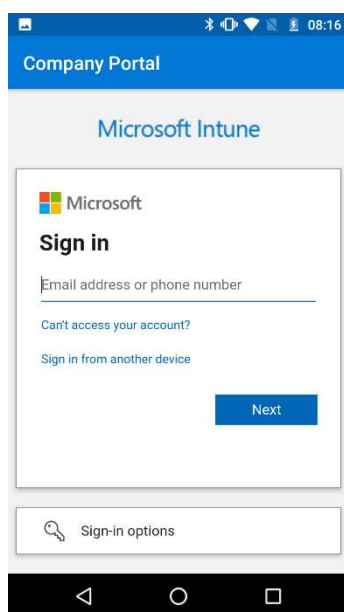 08:16
Company Portal
Microsoft Intune
Microsoft
Sign in
Email address or phone number
Can't access your account?
Sign in from another device
Next
Sign-in options